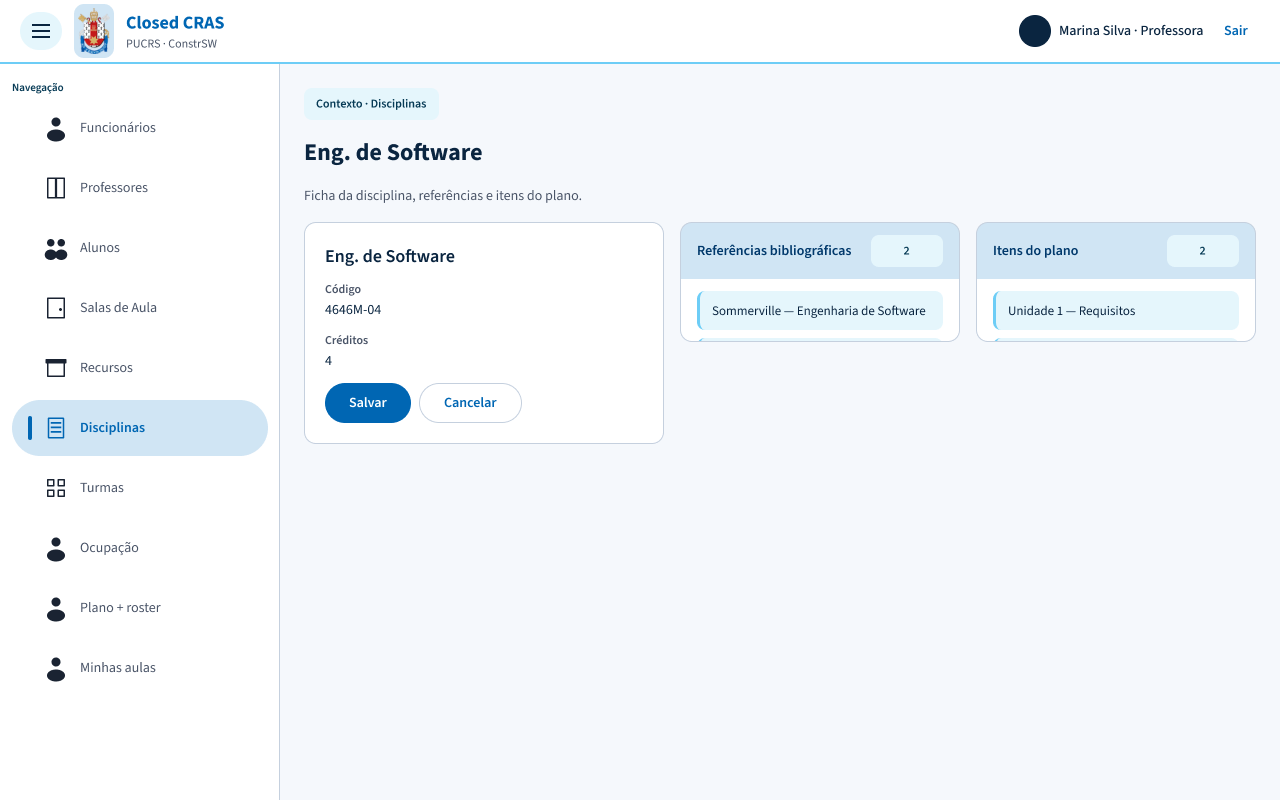 Closed CRAS
PUCRS · ConstrSW
Marina Silva · Professora
Sair
Navegação
Funcionários
Professores
Alunos
Salas de Aula
Recursos
Disciplinas
Turmas
Ocupação
Plano + roster
Minhas aulas
Contexto · Disciplinas
Eng. de Software
Ficha da disciplina, referências e itens do plano.
Eng. de Software
Código
4646M-04
Créditos
4
Salvar
Cancelar
Referências bibliográficas
2
Sommerville — Engenharia de Software
Itens do plano
2
Unidade 1 — Requisitos